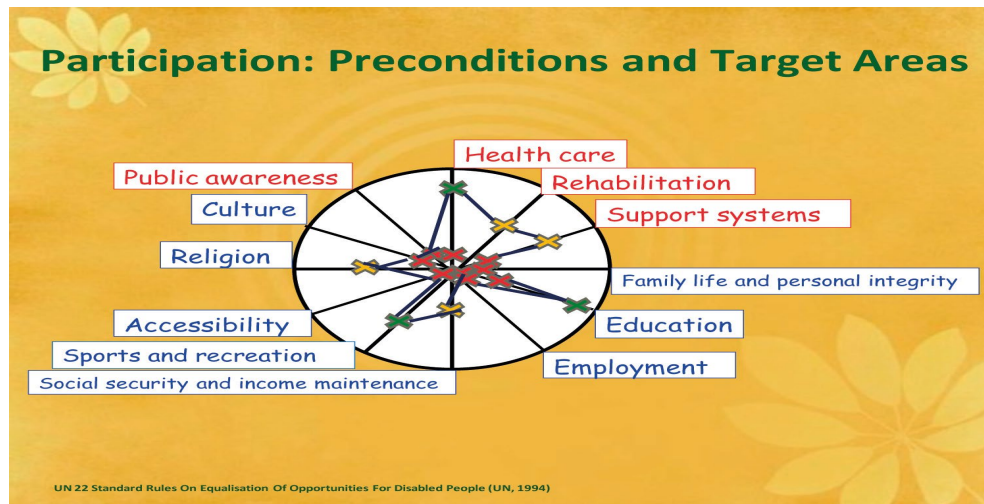 Participation: Preconditions and Target Areas
Health care
Public awareness
Rehabilitation
Culture
Support systems
Religion
Family life and personal integrity
Accessibility
Education
Sports and recreation
Employment
Social security and income maintenance
UN 22 Standard Rules On Equalisation Of Opportunities For Disabled People (UN, 1994)